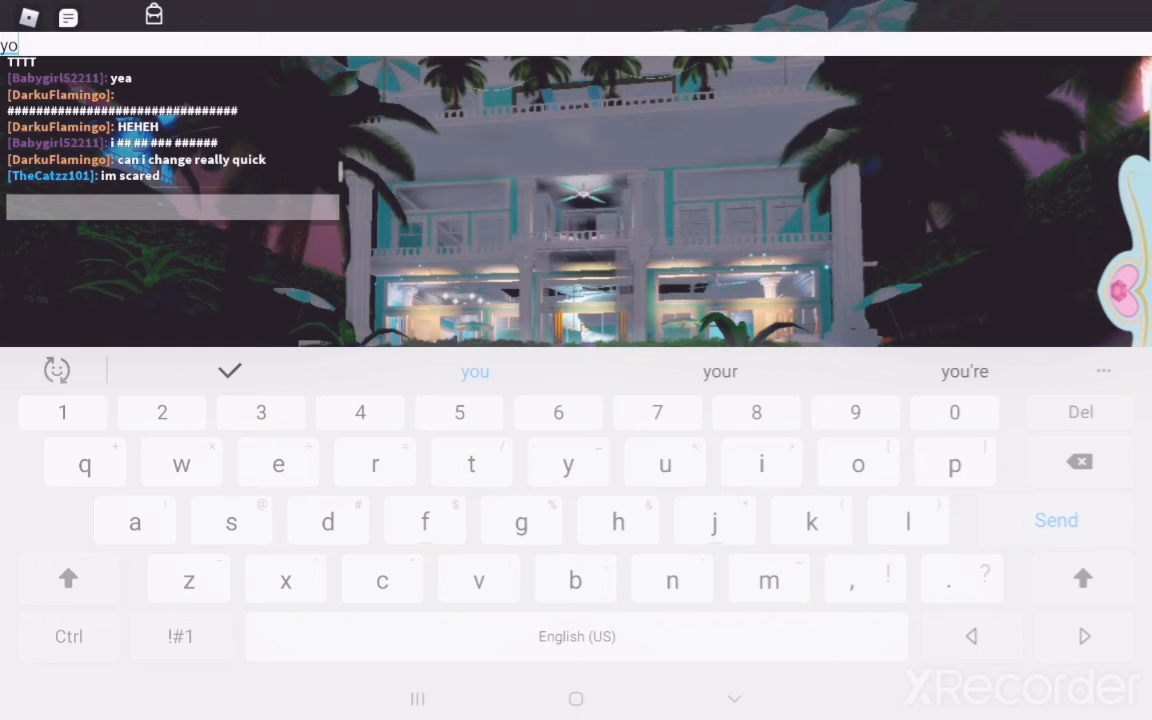 yo
TTTT
[Babygirl52211]: yea
[DarkuFlamingo]:
################################
[DarkuFlamingo]: HEHEH
[Babygirl52211]: i ## ## ### ######
[DarkuFlamingo]: can i change really quick
[TheCatzz101]: im scared
you your you're ...
1 2 3 4 5 6 7 8 9 0 Del
q w e r t y u i o p
a s d f g h j k l Send
z x c v b n m , ! . ?
Ctrl !#1 English (US)
XRecorder